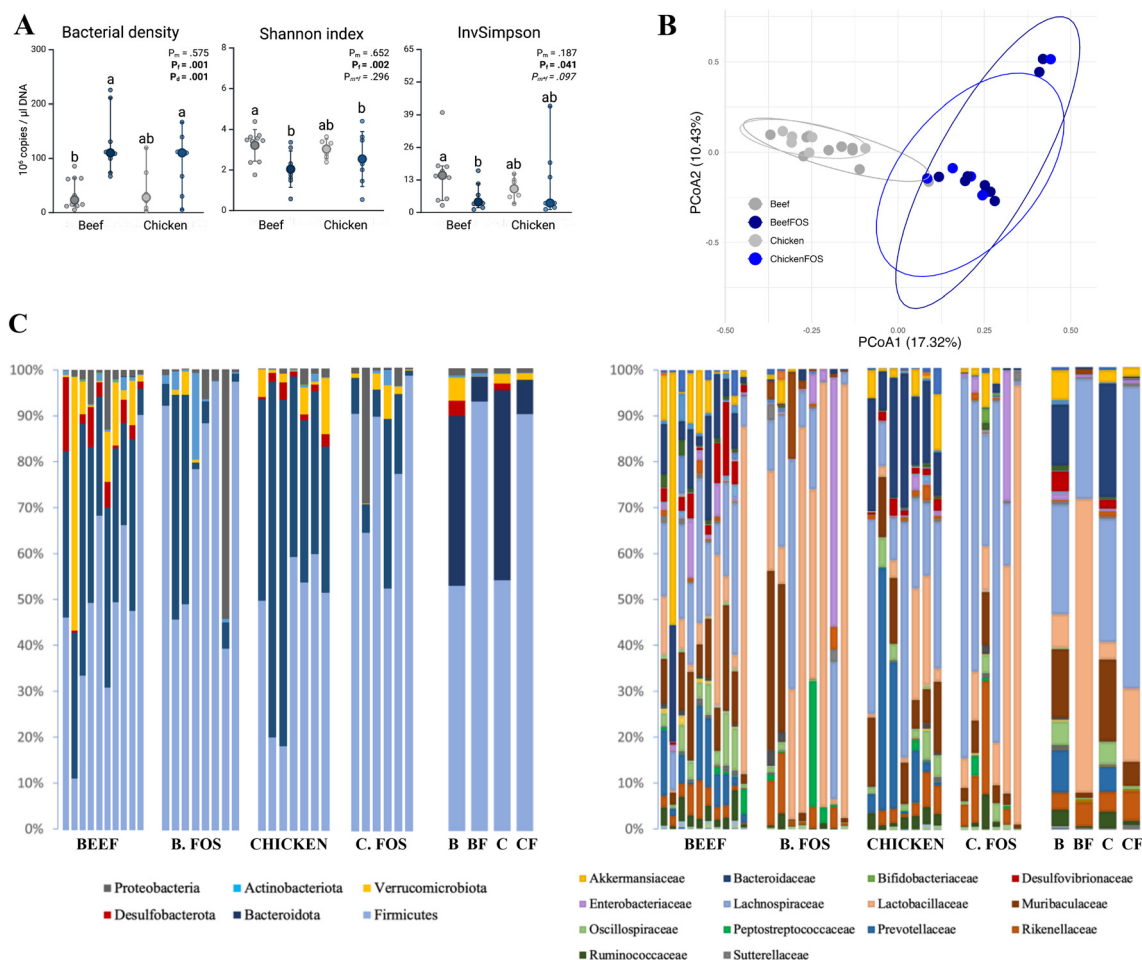 A
Bacterial density
Shannon index
InvSimpson
300
200
100
0
10⁵ copies / µl DNA
Pm = .575
Pf = .001
Pd = .001
b
a
ab
a
Beef
Chicken
8
6
4
2
0
Pm = .652
Pf = .002
Pm*f = .296
a
b
ab
b
Beef
Chicken
65
52
39
26
13
0
Pm = .187
Pf = .041
Pm*f = .097
a
b
ab
ab
Beef
Chicken
B
0.5
0.0
-0.5
PCoA2 (10.43%)
Beef
BeefFOS
Chicken
ChickenFOS
-0.50
-0.25
0.00
0.25
0.50
PCoA1 (17.32%)
C
100%
90%
80%
70%
60%
50%
40%
30%
20%
10%
0%
BEEF B. FOS CHICKEN C. FOS B BF C CF
Proteobacteria Actinobacteriota Verrucomicrobiota
Desulfobacterota Bacteroidota Firmicutes
100%
90%
80%
70%
60%
50%
40%
30%
20%
10%
0%
BEEF B. FOS CHICKEN C. FOS B BF C CF
Akkermansiaceae Bacteroidaceae Bifidobacteriaceae Desulfovibrionaceae
Enterobacteriaceae Lachnospiraceae Lactobacillaceae Muribaculaceae
Oscillospiraceae Peptostreptococcaceae Prevotellaceae Rikenellaceae
Ruminococcaceae Sutterellaceae